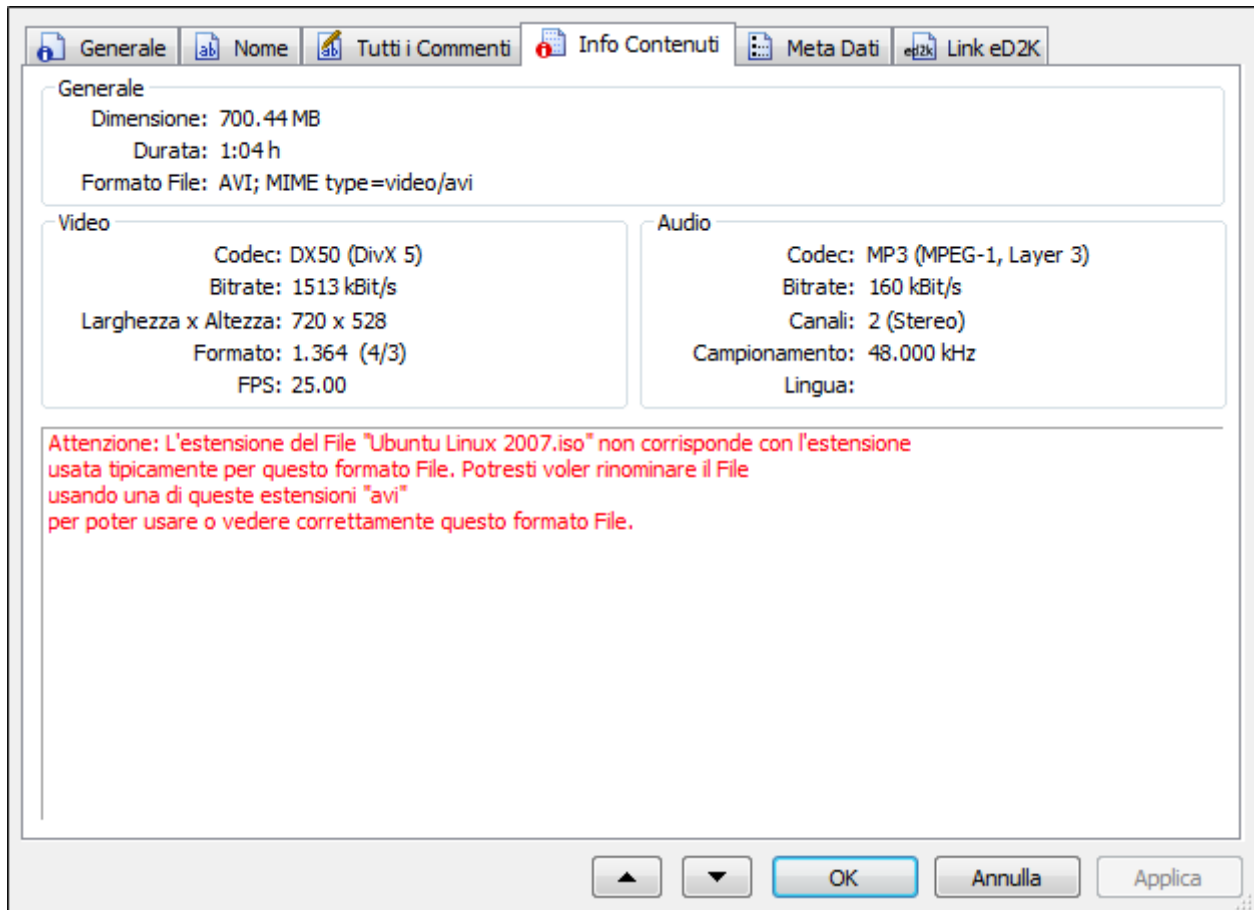 Generale
Nome
Tutti i Commenti
Info Contenuti
Meta Dati
Link eD2K
Generale
Dimensione: 700.44 MB
Durata: 1:04 h
Formato File: AVI; MIME type=video/avi
Video
Codec: DX50 (DivX 5)
Bitrate: 1513 kBit/s
Larghezza x Altezza: 720 x 528
Formato: 1.364 (4/3)
FPS: 25.00
Audio
Codec: MP3 (MPEG-1, Layer 3)
Bitrate: 160 kBit/s
Canali: 2 (Stereo)
Campionamento: 48.000 kHz
Lingua:
Attenzione: L'estensione del File "Ubuntu Linux 2007.iso" non corrisponde con l'estensione
usata tipicamente per questo formato File. Potresti voler rinominare il File
usando una di queste estensioni "avi"
per poter usare o vedere correttamente questo formato File.
OK
Annulla
Applica